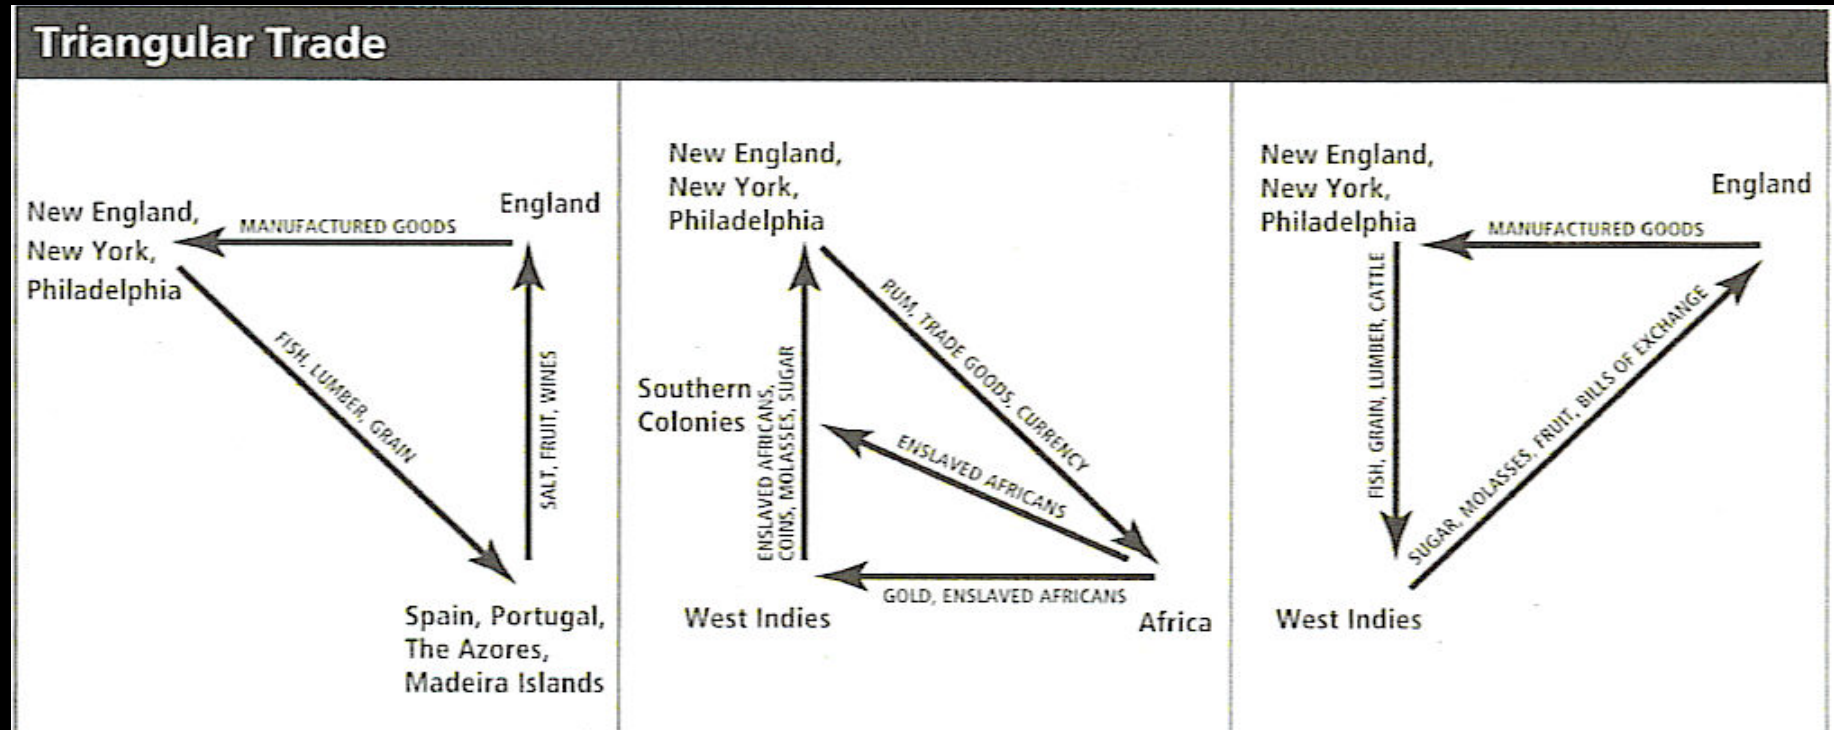 Triangular Trade
New England,
New York,
Philadelphia
MANUFACTURED GOODS
England
FISH, LUMBER, GRAIN
SALT, FRUIT, WINES
Spain, Portugal,
The Azores,
Madeira Islands
New England,
New York,
Philadelphia
RUM, TRADE GOODS, CURRENCY
Southern
Colonies
ENSLAVED AFRICANS,
COINS, MOLASSES, SUGAR
ENSLAVED AFRICANS
GOLD, ENSLAVED AFRICANS
West Indies
Africa
New England,
New York,
Philadelphia
England
MANUFACTURED GOODS
FISH, GRAIN, LUMBER, CATTLE
SUGAR, MOLASSES, FRUIT, BILLS OF EXCHANGE
West Indies